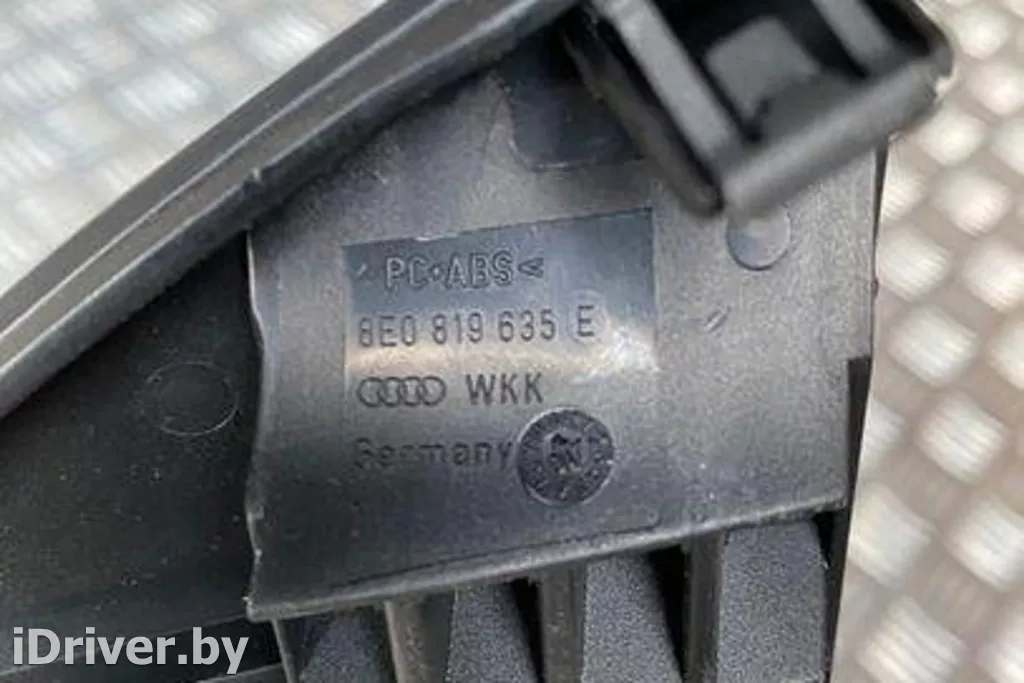 >PC+ABS<
8E0 819 635 E
WKK
Germany
iDriver.by